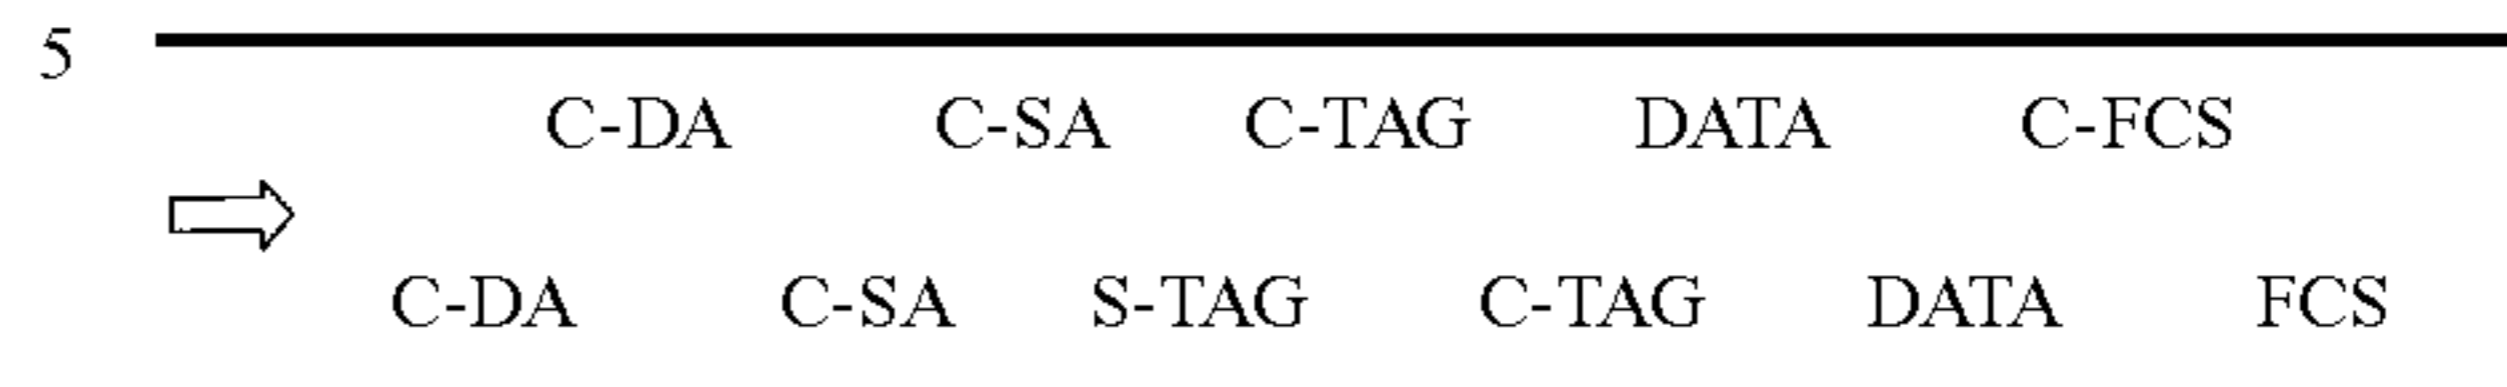 5
C-DA C-SA C-TAG DATA C-FCS
C-DA C-SA S-TAG C-TAG DATA FCS